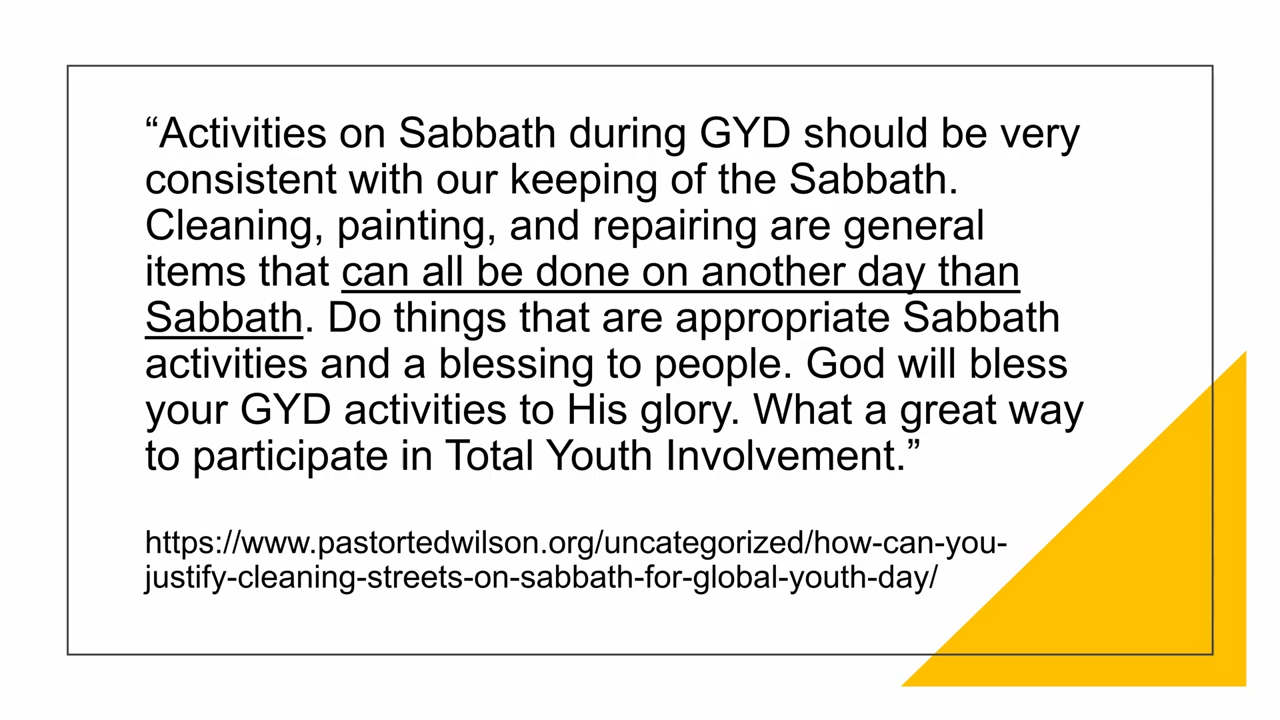 “Activities on Sabbath during GYD should be very
consistent with our keeping of the Sabbath.
Cleaning, painting, and repairing are general
items that can all be done on another day than
Sabbath. Do things that are appropriate Sabbath
activities and a blessing to people. God will bless
your GYD activities to His glory. What a great way
to participate in Total Youth Involvement.”
https://www.pastortedwilson.org/uncategorized/how-can-you-
justify-cleaning-streets-on-sabbath-for-global-youth-day/